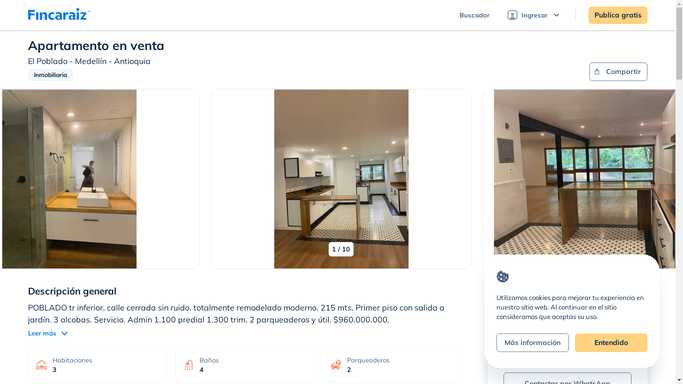 Fincaraiz
Buscador
Ingresar
Publica gratis
Apartamento en venta
El Poblado - Medellín - Antioquia
Inmobiliaria
Compartir
1 / 10
Descripción general
POBLADO tr inferior, calle cerrada sin ruido. totalmente remodelado moderno. 215 mts, Primer piso con salida a
jardín. 3 alcobas. Servicio. Admin 1.100 predial 1.300 trim. 2 parqueaderos y útil. $960.000.000.
Leer más
Habitaciones
3
Baños
4
Parqueaderos
2
Utilizamos cookies para mejorar tu experiencia en
nuestro sitio web. Al continuar en el sitio
consideramos que aceptas su uso.
Más información
Entendido
Contactar por WhatsApp